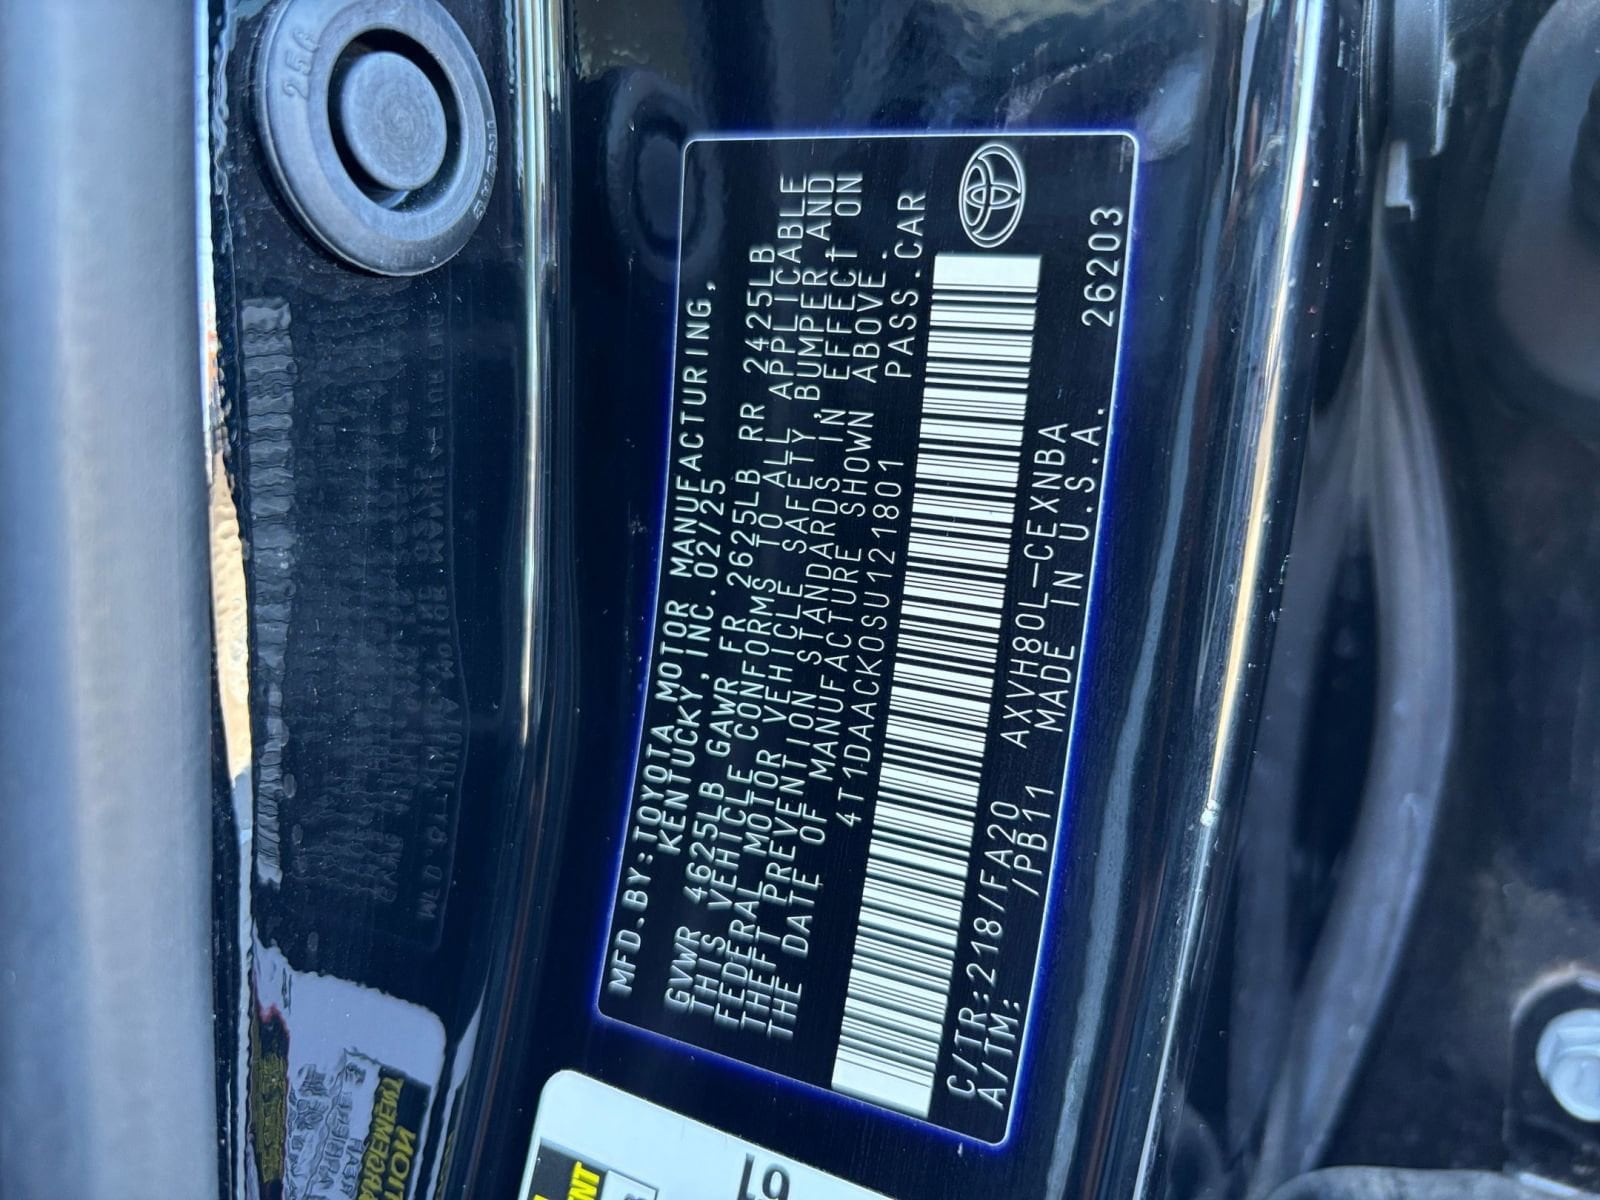 256
MFD.BY:TOYOTA MOTOR MANUFACTURING,
KENTUCKY, INC. 02/25
GVWR 4625LB GAWR FR 2625LB RR 2425LB
THIS VEHICLE CONFORMS TO ALL APPLICABLE
FEDERAL MOTOR VEHICLE SAFETY, BUMPER AND
THEFT PREVENTION STANDARDS IN EFFECT ON
THE DATE OF MANUFACTURE SHOWN ABOVE.
4T1DAACK0SU121801 PASS.CAR
C/TR:218/FA20 AXVH80L-CEXNBA
A/TM: /PB11 MADE IN U.S.A. 26203